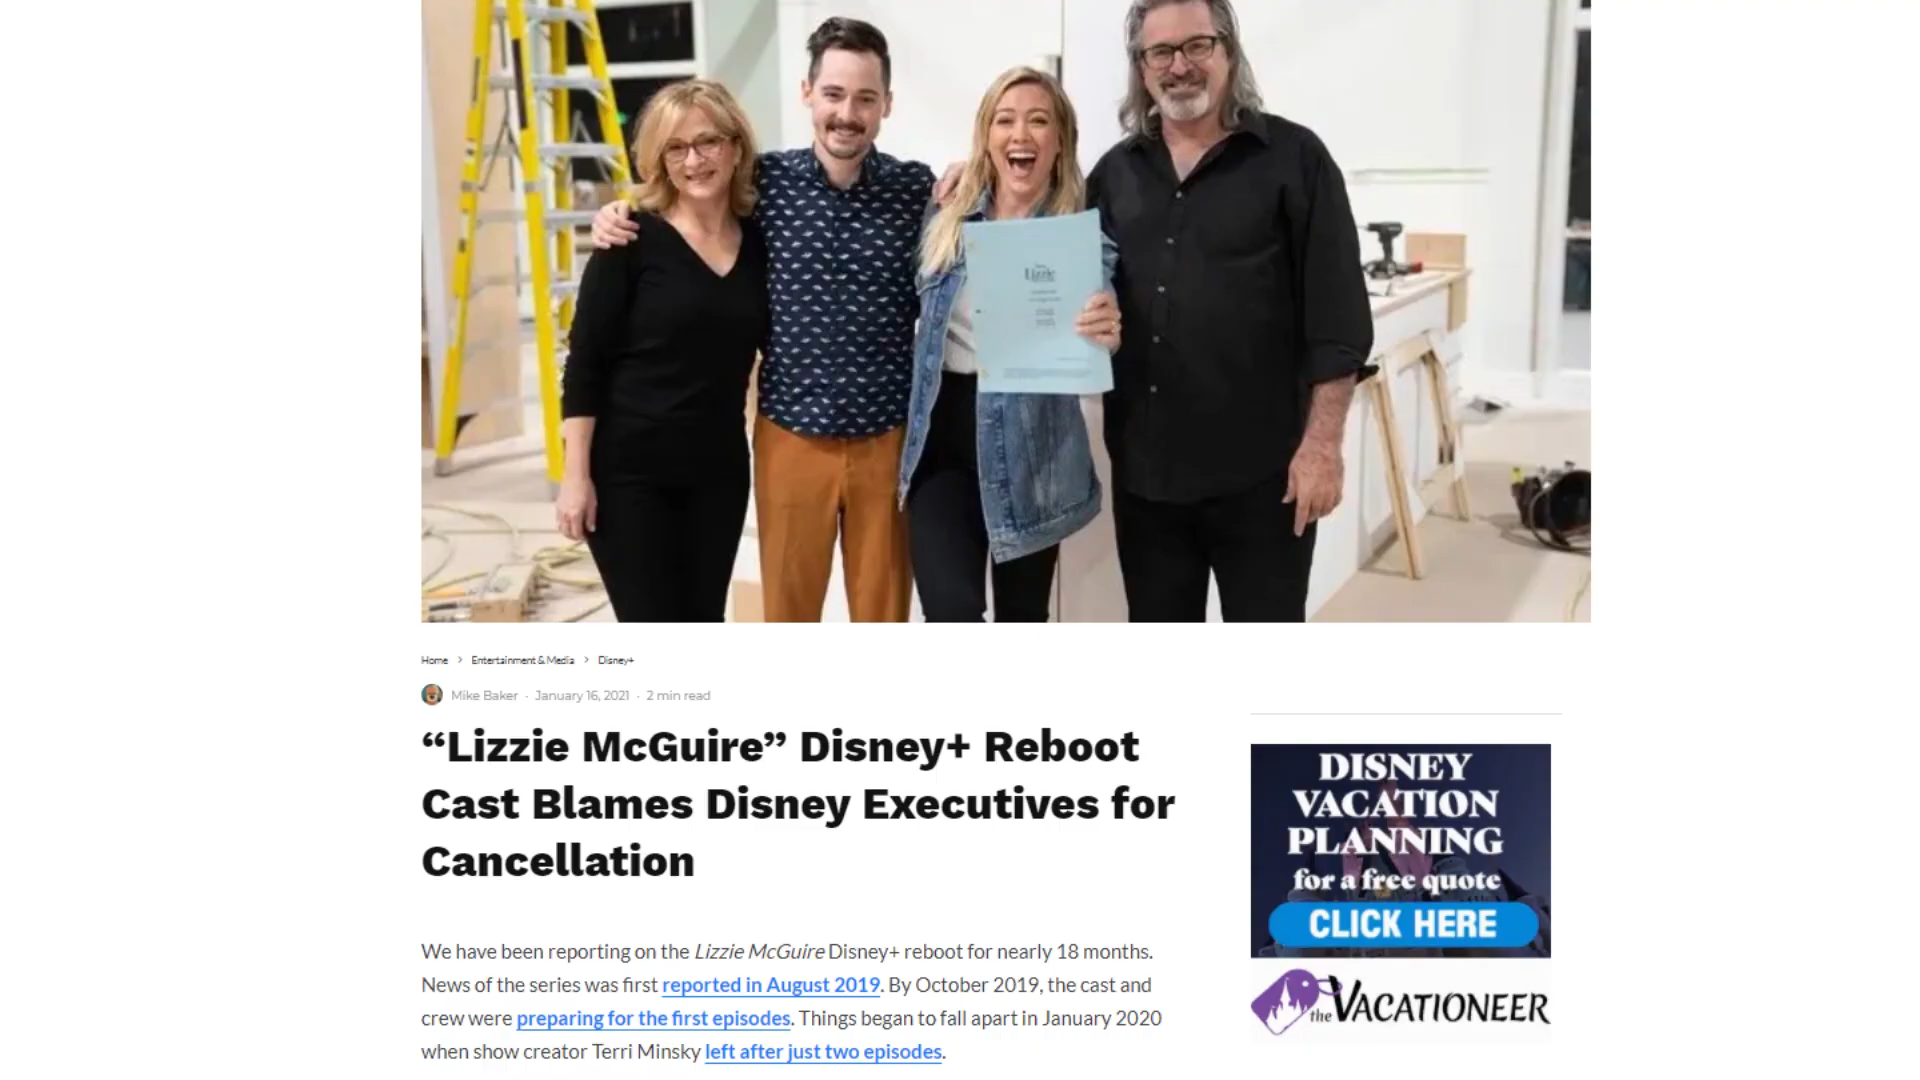 Lizzie
Home > Entertainment & Media > Disney+
Mike Baker · January 16, 2021 · 2 min read
“Lizzie McGuire” Disney+ Reboot
Cast Blames Disney Executives for
Cancellation
We have been reporting on the Lizzie McGuire Disney+ reboot for nearly 18 months.
News of the series was first reported in August 2019. By October 2019, the cast and
crew were preparing for the first episodes. Things began to fall apart in January 2020
when show creator Terri Minsky left after just two episodes.
DISNEY
VACATION
PLANNING
for a free quote
CLICK HERE
the VACATIONEER